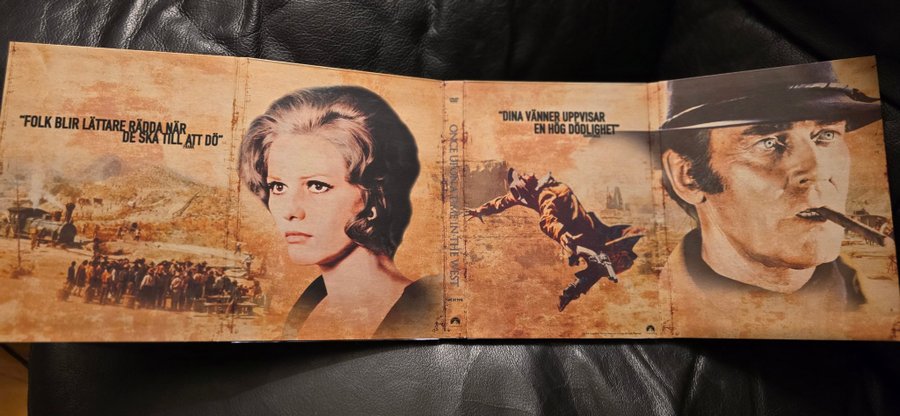 "FOLK BLIR LÄTTARE RÄDDA NÄR
DE SKA TILL ATT DÖ"
ONCE UPON A TIME IN THE WEST
"DINA VÄNNER UPPVISAR
EN HÖG DÖDLIGHET"